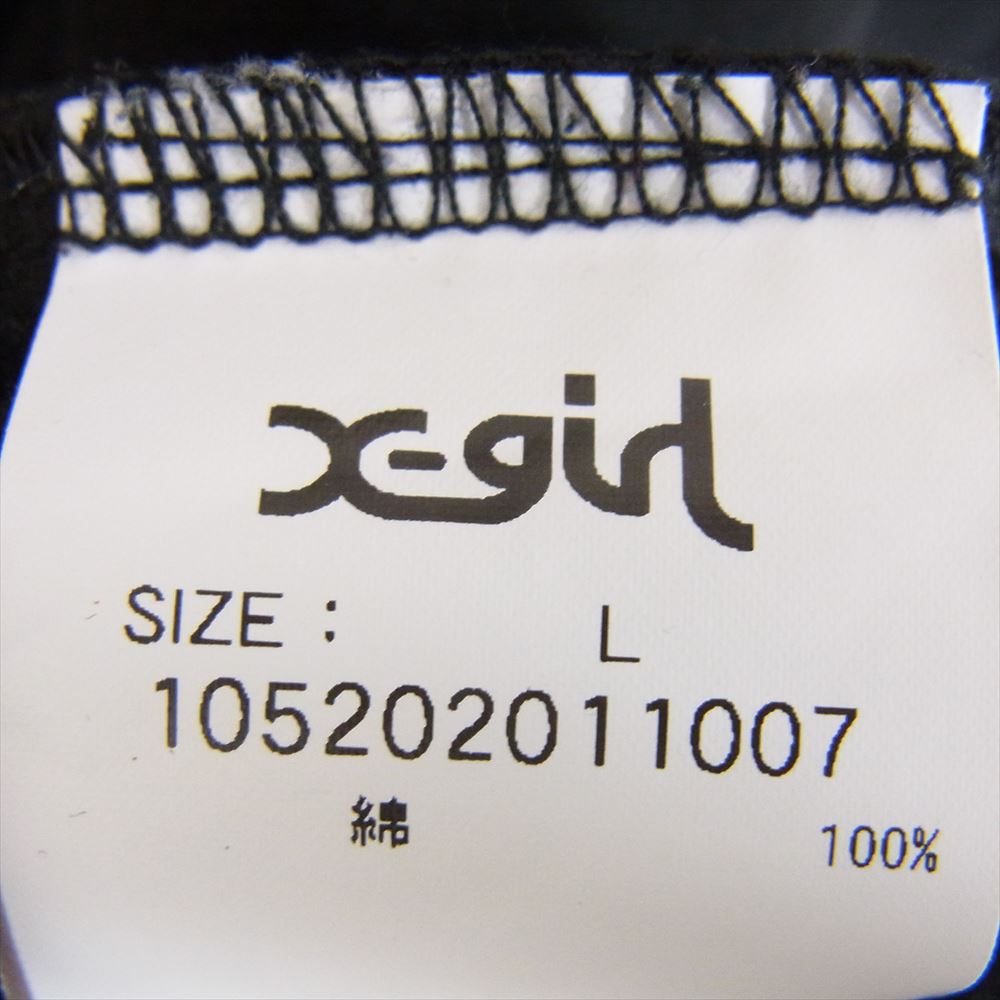 X-girl
SIZE : L
105202011007
綿 100%